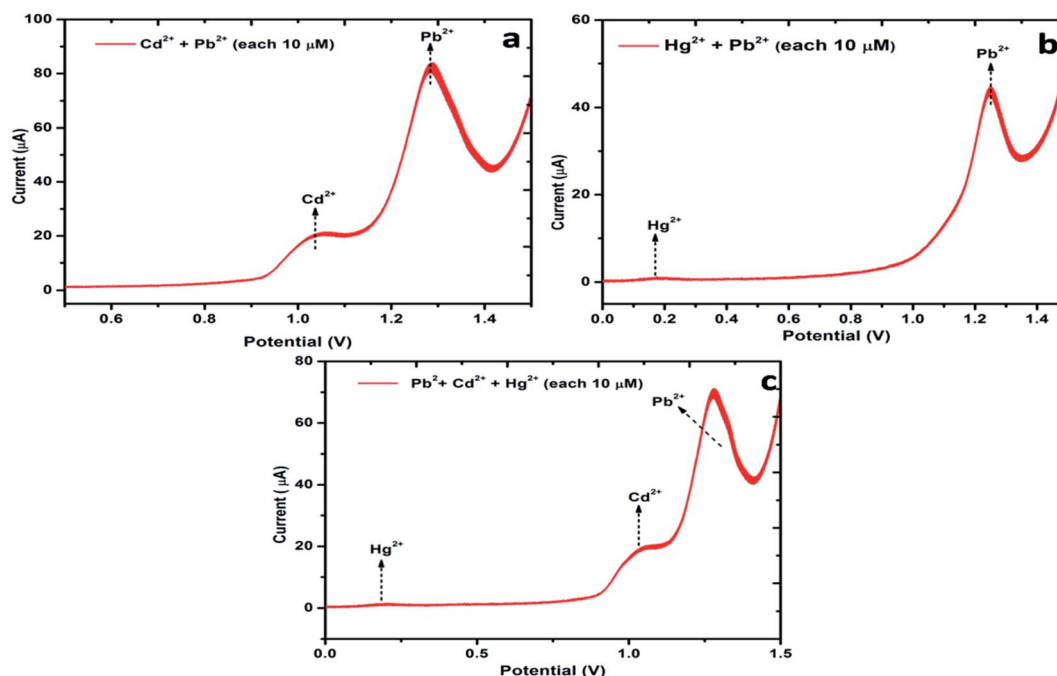 a
Cd²⁺ + Pb²⁺ (each 10 µM)
Pb²⁺
Cd²⁺
100
80
60
40
20
0
Current (µA)
0.6
0.8
1.0
1.2
1.4
Potential (V)
b
Hg²⁺ + Pb²⁺ (each 10 µM)
Pb²⁺
Hg²⁺
60
40
20
0
Current (µA)
0.0
0.2
0.4
0.6
0.8
1.0
1.2
1.4
Potential (V)
c
Pb²+ Cd²⁺ + Hg²⁺ (each 10 µM)
Pb²⁺
Cd²⁺
Hg²⁺
80
60
40
20
0
Current ( µA)
0.0
0.5
1.0
1.5
Potential (V)